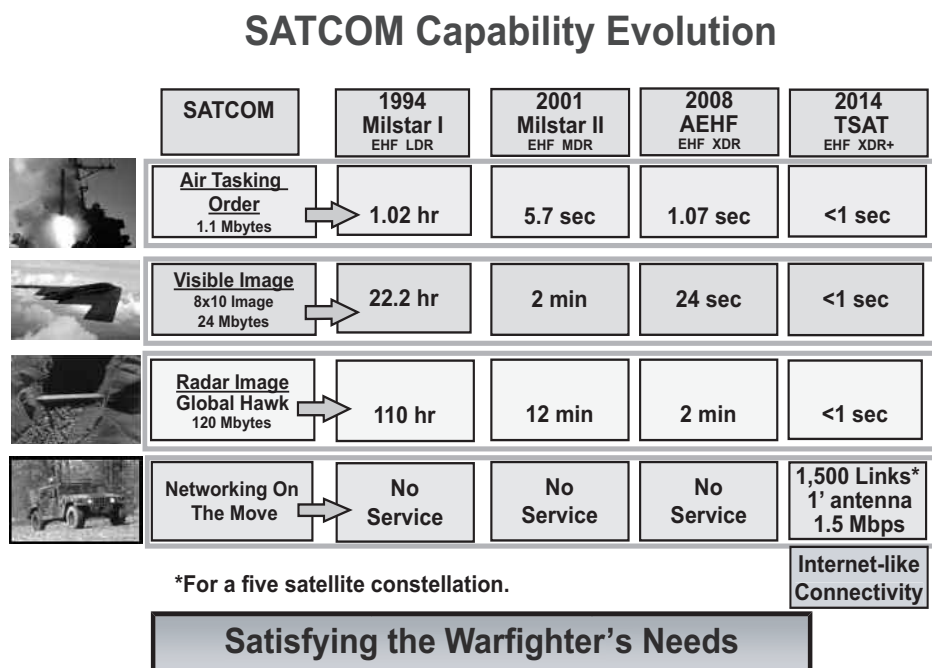 SATCOM Capability Evolution
SATCOM
1994
Milstar I
EHF LDR
2001
Milstar II
EHF MDR
2008
AEHF
EHF XDR
2014
TSAT
EHF XDR+
Air Tasking
Order
1.1 Mbytes
1.02 hr
5.7 sec
1.07 sec
<1 sec
Visible Image
8x10 Image
24 Mbytes
22.2 hr
2 min
24 sec
<1 sec
Radar Image
Global Hawk
120 Mbytes
110 hr
12 min
2 min
<1 sec
Networking On
The Move
No
Service
No
Service
No
Service
1,500 Links*
1' antenna
1.5 Mbps
*For a five satellite constellation.
Internet-like
Connectivity
Satisfying the Warfighter's Needs